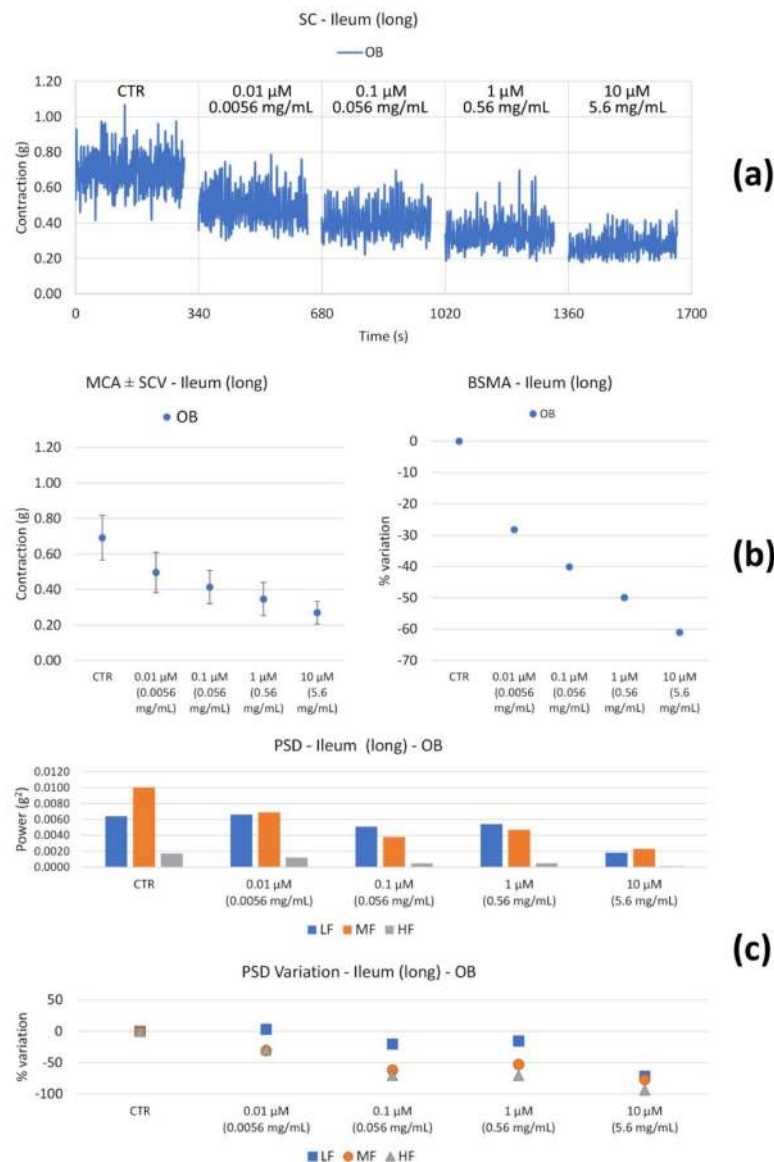 SC - Ileum (long)
OB
CTR
0.01 µM
0.0056 mg/mL
0.1 µM
0.056 mg/mL
1 µM
0.56 mg/mL
10 µM
5.6 mg/mL
Contraction (g)
1.20
1.00
0.80
0.60
0.40
0.20
0.00
0
340
680
1020
1360
1700
Time (s)
(a)
MCA ± SCV - Ileum (long)
OB
Contraction (g)
1.20
1.00
0.80
0.60
0.40
0.20
0.00
CTR
0.01 µM
(0.0056
mg/mL)
0.1 µM
(0.056
mg/mL)
1 µM
(0.56
mg/mL)
10 µM
(5.6
mg/mL)
BSMA - Ileum (long)
OB
% variation
0
-10
-20
-30
-40
-50
-60
-70
CTR
0.01 µM
(0.0056
mg/mL)
0.1 µM
(0.056
mg/mL)
1 µM
(0.56
mg/mL)
10 µM
(5.6
mg/mL)
(b)
PSD - Ileum (long) - OB
Power (g²)
0.0120
0.0100
0.0080
0.0060
0.0040
0.0020
0.0000
CTR
0.01 µM
(0.0056 mg/mL)
0.1 µM
(0.056 mg/mL)
1 µM
(0.56 mg/mL)
10 µM
(5.6 mg/mL)
LF MF HF
(c)
PSD Variation - Ileum (long) - OB
% variation
50
0
-50
-100
CTR
0.01 µM
(0.0056 mg/mL)
0.1 µM
(0.056 mg/mL)
1 µM
(0.56 mg/mL)
10 µM
(5.6 mg/mL)
LF MF HF